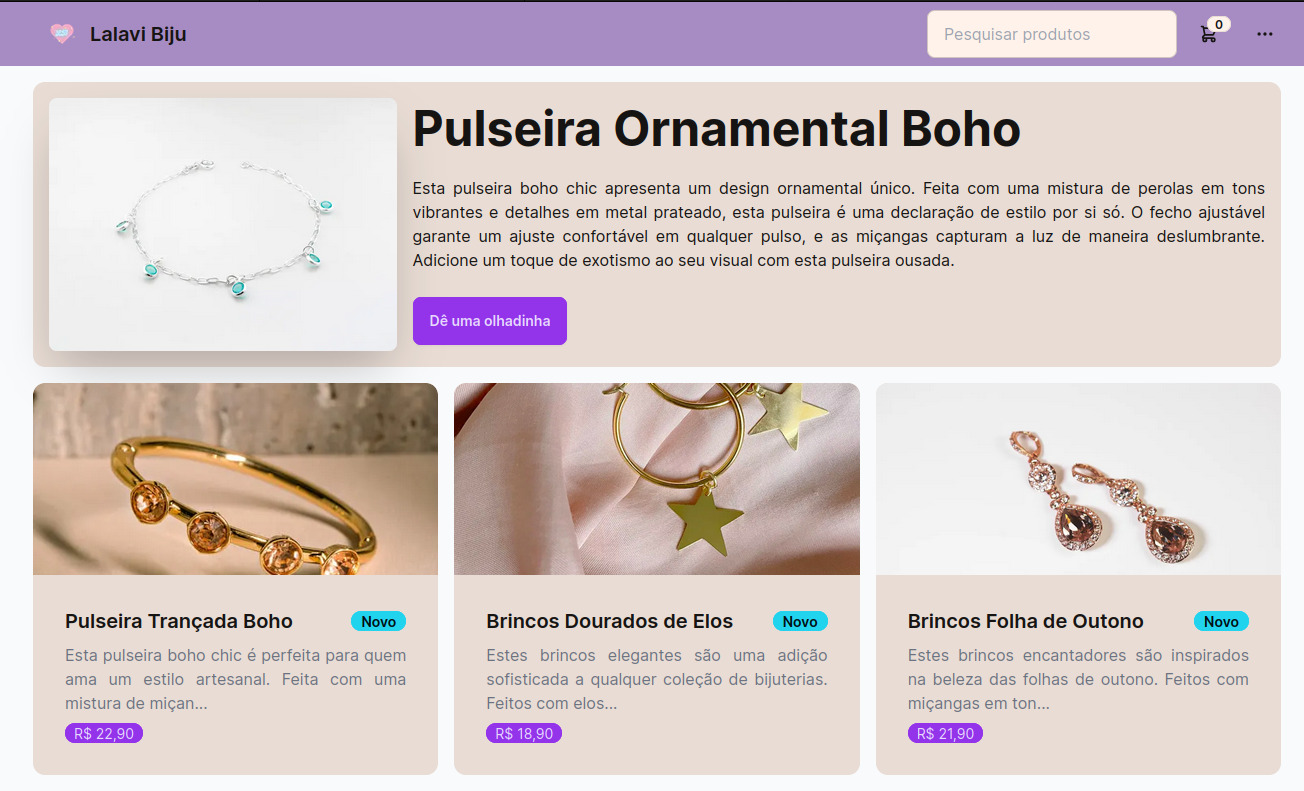 Lalavi Biju
Pesquisar produtos
0
Pulseira Ornamental Boho
Esta pulseira boho chic apresenta um design ornamental único. Feita com uma mistura de perolas em tons
vibrantes e detalhes em metal prateado, esta pulseira é uma declaração de estilo por si só. O fecho ajustável
garante um ajuste confortável em qualquer pulso, e as miçangas capturam a luz de maneira deslumbrante.
Adicione um toque de exotismo ao seu visual com esta pulseira ousada.
Dê uma olhadinha
Pulseira Trançada Boho
Novo
Esta pulseira boho chic é perfeita para quem
ama um estilo artesanal. Feita com uma
mistura de miçan...
R$ 22,90
Brincos Dourados de Elos
Novo
Estes brincos elegantes são uma adição
sofisticada a qualquer coleção de bijuterias.
Feitos com elos...
R$ 18,90
Brincos Folha de Outono
Novo
Estes brincos encantadores são inspirados
na beleza das folhas de outono. Feitos com
miçangas em ton...
R$ 21,90